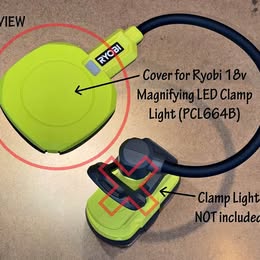 VIEW
RYOBI
Cover for Ryobi 18v
Magnifying LED Clamp
Light (PCL664B)
Clamp Light
NOT included